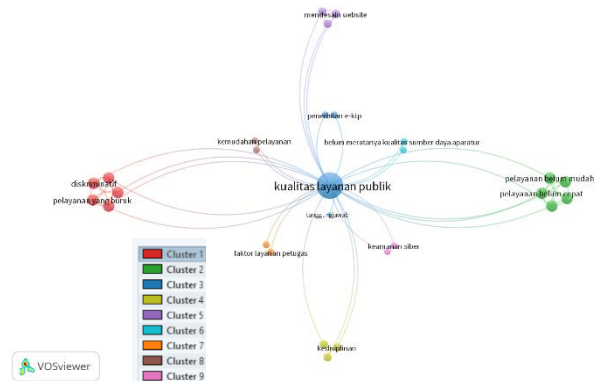 mendesain website
penerbitan e-ktp
kemudahan pelayanan
belum meratanya kualitas sumber daya aparatur
diskriminatif
kualitas layanan publik
pelayanan belum mudah
pelayanan yang buruk
pelayanan belum cepat
faktor layanan petugas
keamanan siber
kedisiplinan
Cluster 1
Cluster 2
Cluster 3
Cluster 4
Cluster 5
Cluster 6
Cluster 7
Cluster 8
Cluster 9
VOSviewer